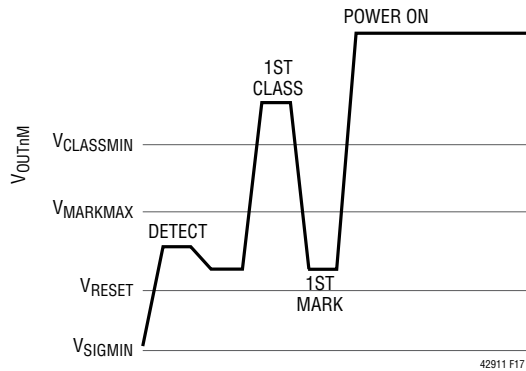 POWER ON
1ST
CLASS
VOUTnM
VCLASSMIN
VMARKMAX
DETECT
VRESET
1ST
MARK
VSIGMIN
42911 F17